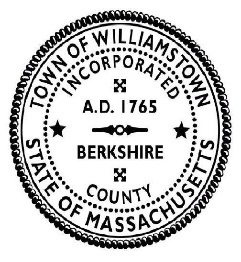 TOWN OF WILLIAMSTOWN
INCORPORATED
A.D. 1765
BERKSHIRE
COUNTY
STATE OF MASSACHUSETTS